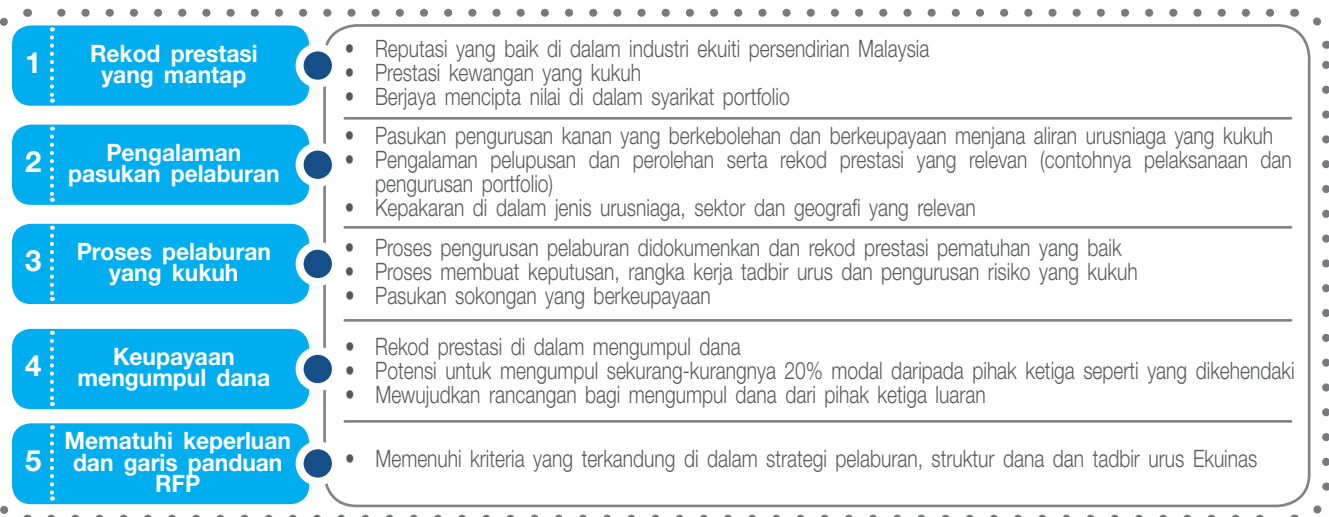 1
Rekod prestasi
yang mantap
• Reputasi yang baik di dalam industri ekuiti persendirian Malaysia
• Prestasi kewangan yang kukuh
• Berjaya mencipta nilai di dalam syarikat portfolio
2
Pengalaman
pasukan pelaburan
• Pasukan pengurusan kanan yang berkebolehan dan berkeupayaan menjana aliran urusniaga yang kukuh
• Pengalaman pelupusan dan perolehan serta rekod prestasi yang relevan (contohnya pelaksanaan dan
pengurusan portfolio)
• Kepakaran di dalam jenis urusniaga, sektor dan geografi yang relevan
3
Proses pelaburan
yang kukuh
• Proses pengurusan pelaburan didokumenkan dan rekod prestasi pematuhan yang baik
• Proses membuat keputusan, rangka kerja tadbir urus dan pengurusan risiko yang kukuh
• Pasukan sokongan yang berkeupayaan
4
Keupayaan
mengumpul dana
• Rekod prestasi di dalam mengumpul dana
• Potensi untuk mengumpul sekurang-kurangnya 20% modal daripada pihak ketiga seperti yang dikehendaki
• Mewujudkan rancangan bagi mengumpul dana dari pihak ketiga luaran
5
Mematuhi keperluan
dan garis panduan
RFP
• Memenuhi kriteria yang terkandung di dalam strategi pelaburan, struktur dana dan tadbir urus Ekuinas